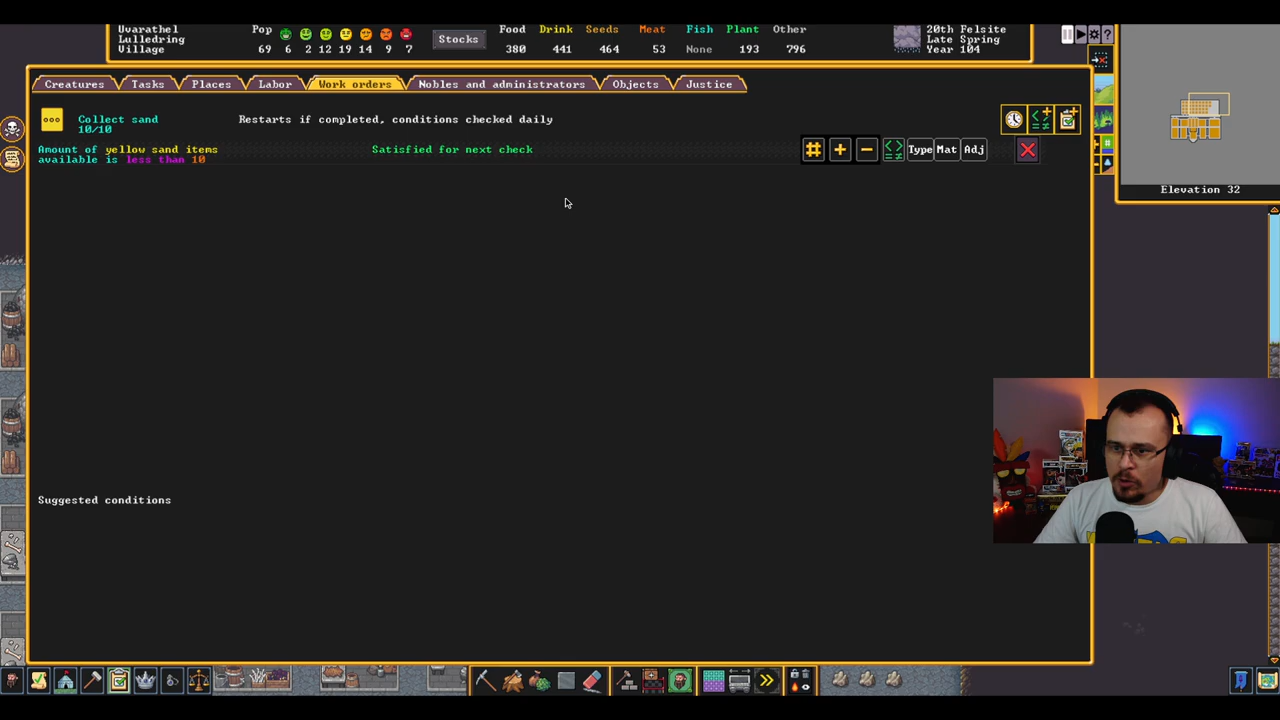 Uvarathel
Lulledring
Village
Pop
69 6 2 12 19 14 9 7
Stocks
Food Drink Seeds Meat Fish Plant Other
380 441 464 53 None 193 796
20th Felsite
Late Spring
Year 104
Creatures Tasks Places Labor Work orders Nobles and administrators Objects Justice
Collect sand
10/10
Restarts if completed, conditions checked daily
Amount of yellow sand items
available is less than 10
Satisfied for next check
Type Mat Adj
Elevation 32
Suggested conditions